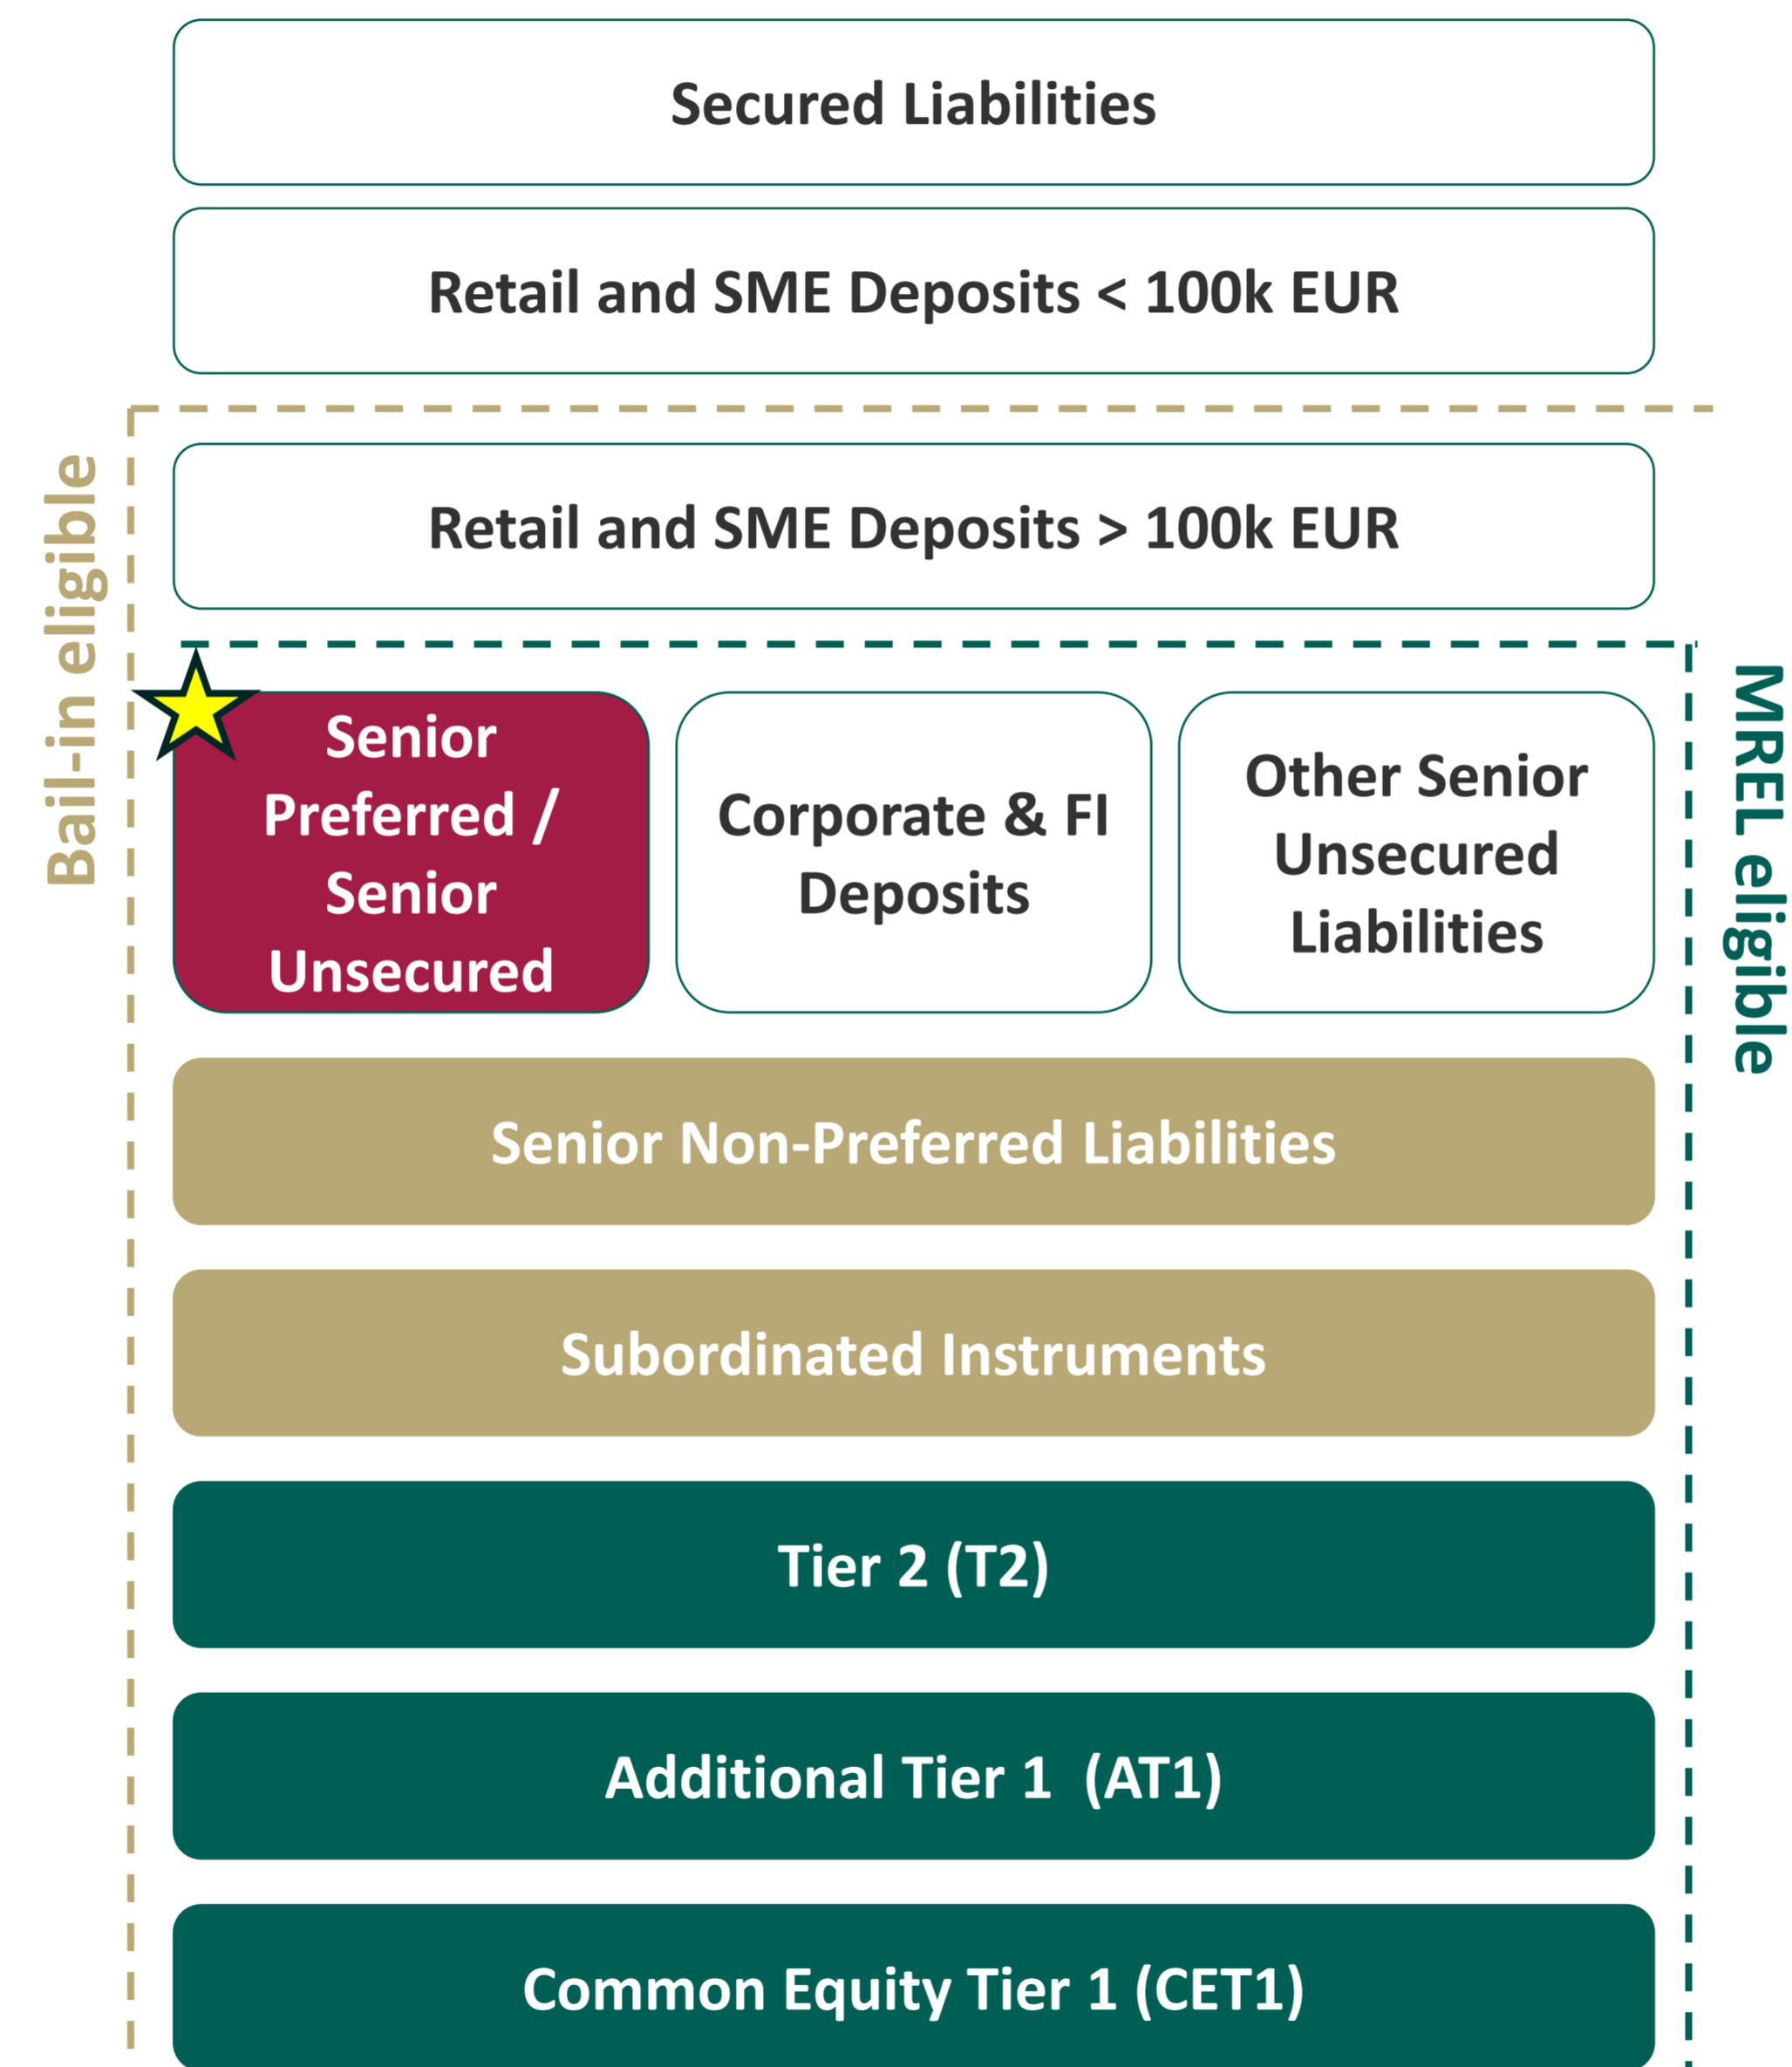 Secured Liabilities
Retail and SME Deposits < 100k EUR
Bail-in eligible
Retail and SME Deposits > 100k EUR
MREL eligible
Senior
Preferred /
Senior
Unsecured
Corporate & FI
Deposits
Other Senior
Unsecured
Liabilities
Senior Non-Preferred Liabilities
Subordinated Instruments
Tier 2 (T2)
Additional Tier 1 (AT1)
Common Equity Tier 1 (CET1)